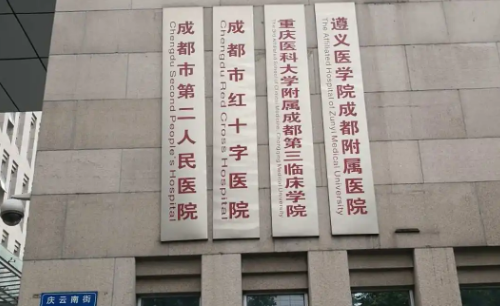 成都市第二人民医院
Chengdu Second People's Hospital
成都市红十字医院
Chengdu Red Cross Hospital
重庆医科大学附属成都第三临床学院
遵义医学院成都附属医院
The Affiliated Hospital of Zunyi Medical University
庆云南街